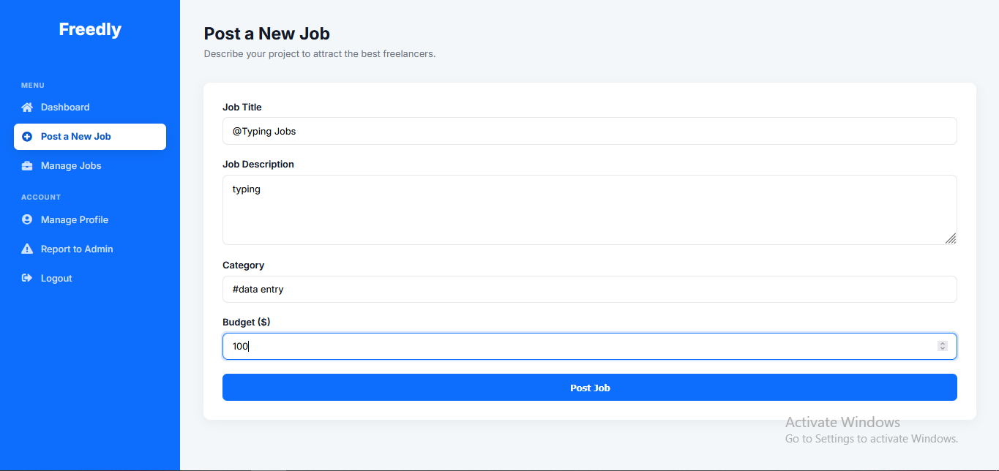 Freedly
MENU
Dashboard
Post a New Job
Manage Jobs
ACCOUNT
Manage Profile
Report to Admin
Logout
Post a New Job
Describe your project to attract the best freelancers.
Job Title
@Typing Jobs
Job Description
typing
Category
#data entry
Budget ($)
100
Post Job
Activate Windows
Go to Settings to activate Windows.